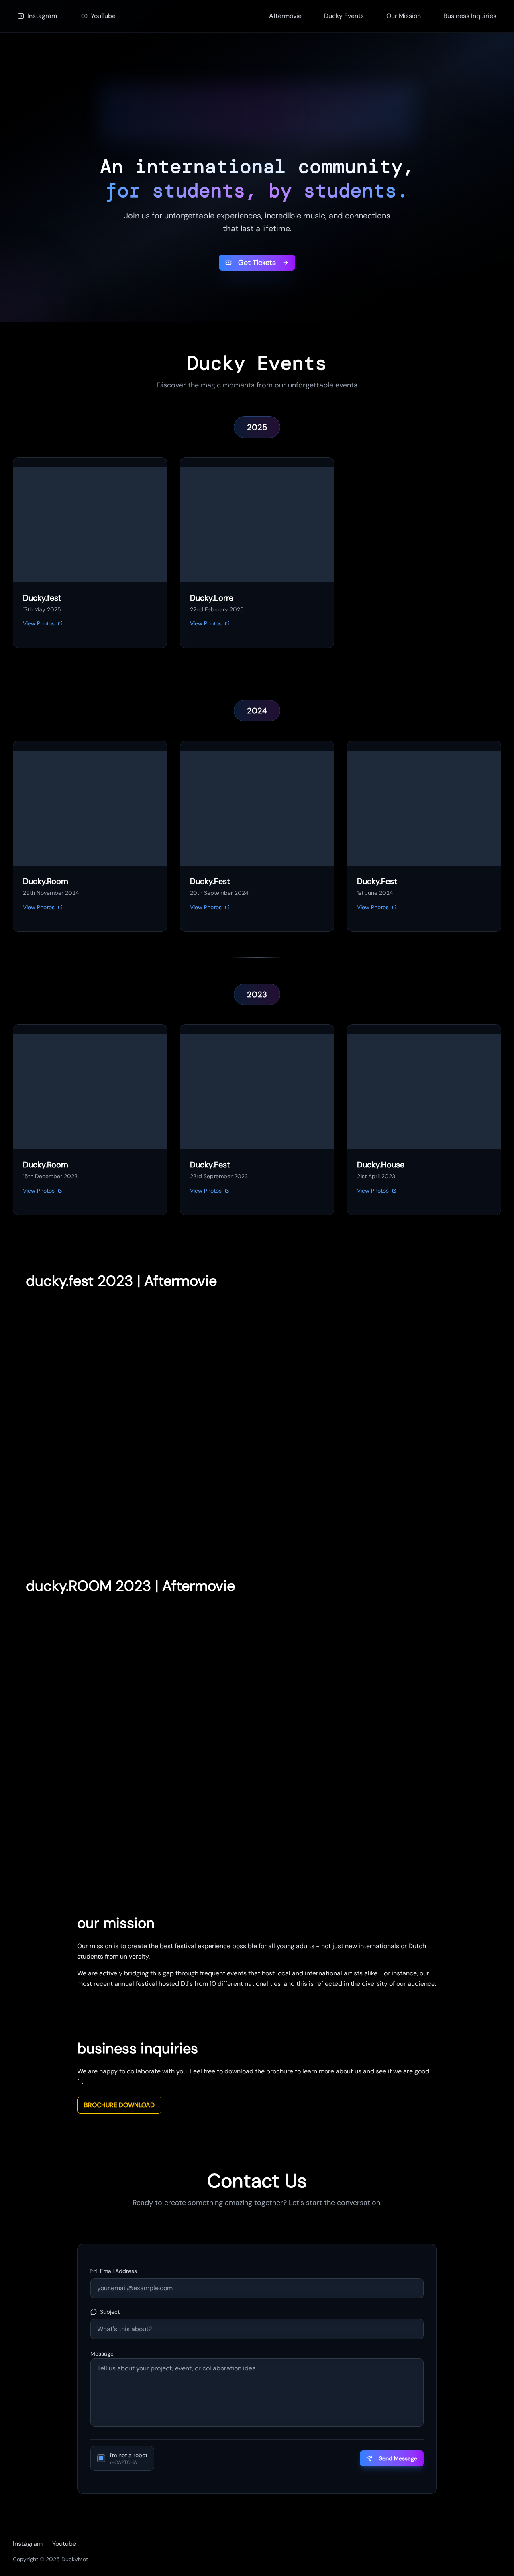 Instagram
YouTube
Aftermovie
Ducky Events
Our Mission
Business Inquiries
An international community,
for students, by students.
Join us for unforgettable experiences, incredible music, and connections
that last a lifetime.
Get Tickets
Ducky Events
Discover the magic moments from our unforgettable events
2025
Ducky.fest
17th May 2025
View Photos
Ducky.Lorre
22nd February 2025
View Photos
2024
Ducky.Room
29th November 2024
View Photos
Ducky.Fest
20th September 2024
View Photos
Ducky.Fest
1st June 2024
View Photos
2023
Ducky.Room
15th December 2023
View Photos
Ducky.Fest
23rd September 2023
View Photos
Ducky.House
21st April 2023
View Photos
ducky.fest 2023 | Aftermovie
ducky.ROOM 2023 | Aftermovie
our mission
Our mission is to create the best festival experience possible for all young adults - not just new internationals or Dutch
students from university.
We are actively bridging this gap through frequent events that host local and international artists alike. For instance, our
most recent annual festival hosted DJ's from 10 different nationalities, and this is reflected in the diversity of our audience.
business inquiries
We are happy to collaborate with you. Feel free to download the brochure to learn more about us and see if we are good
fit!
BROCHURE DOWNLOAD
Contact Us
Ready to create something amazing together? Let's start the conversation.
Email Address
your.email@example.com
Subject
What's this about?
Message
Tell us about your project, event, or collaboration idea...
I'm not a robot
reCAPTCHA
Send Message
Instagram
Youtube
Copyright © 2025 DuckyMot